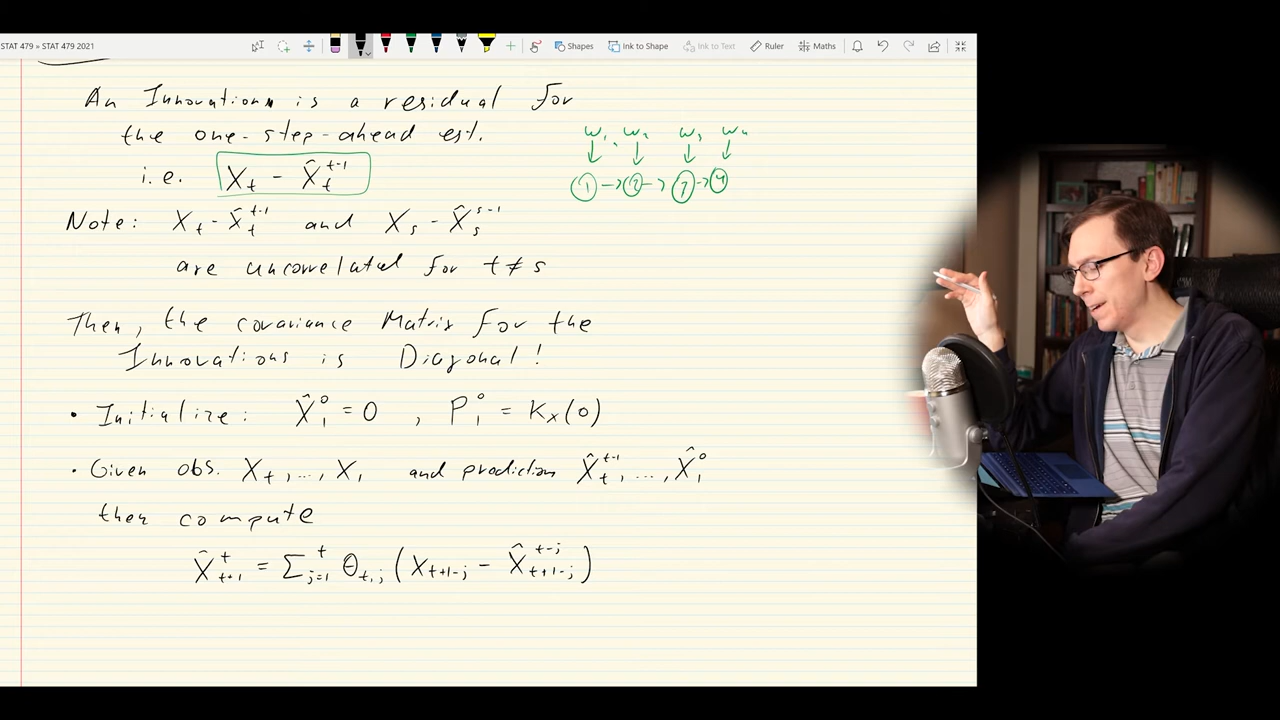 STAT 479 » STAT 479 2021
Shapes Ink to Shape Ink to Text Ruler Maths
An Innovation is a residual for
the one-step-ahead est.
i.e. X_t - X̂_t^{t-1}
w_1 w_2 w_3 w_4
1 → 2 → 3 → 4
Note: X_t - X̂_t^{t-1} and X_s - X̂_s^{s-1}
are uncorrelated for t ≠ s
Then, the covariance Matrix for the
Innovations is Diagonal!
• Initialize: X̂_1^0 = 0 , P_1^0 = K_X(0)
• Given obs. X_t, ..., X_1 and prediction X̂_t^{t-1}, ..., X̂_1^0
then compute
X̂_{t+1}^t = Σ_{j=1}^t θ_{t,j} (X_{t+1-j} - X̂_{t+1-j}^{t-j})